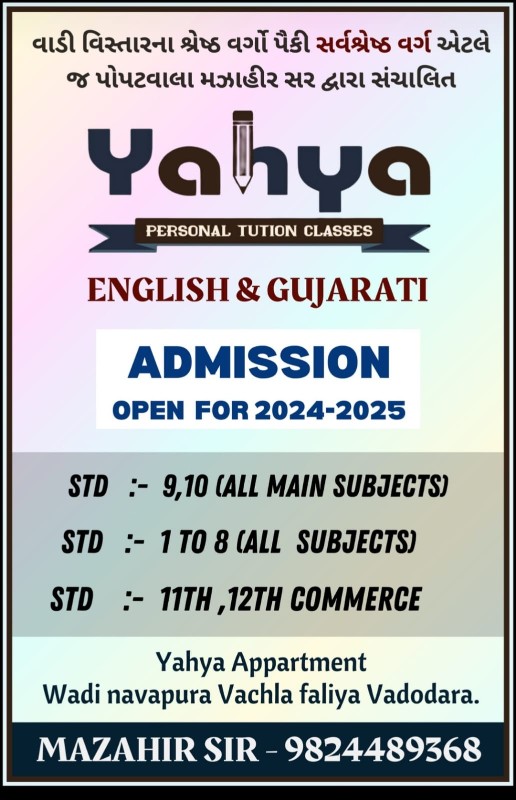 વાડી વિસ્તારના શ્રેષ્ઠ વર્ગો પૈકી સર્વશ્રેષ્ઠ વર્ગ એટલે
જ પોપટવાલા મઝાહીર સર દ્વારા સંચાલિત
Yahya
PERSONAL TUTION CLASSES
ENGLISH & GUJARATI
ADMISSION
OPEN FOR 2024-2025
STD :- 9,10 (ALL MAIN SUBJECTS)
STD :- 1 TO 8 (ALL SUBJECTS)
STD :- 11TH ,12TH COMMERCE
Yahya Appartment
Wadi navapura Vachla faliya Vadodara.
MAZAHIR SIR - 9824489368